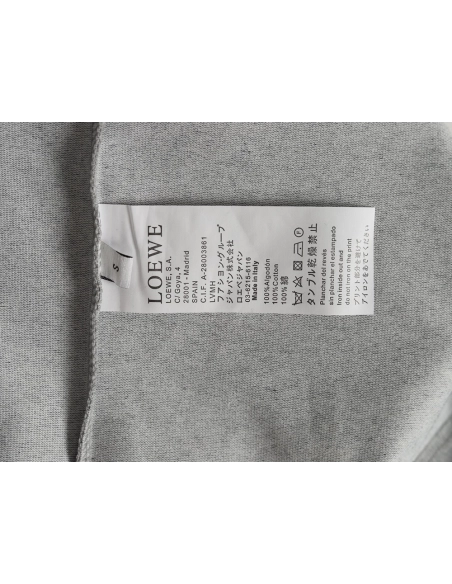 S
LOEWE
LOEWE, S.A.
C/Goya, 4
28001 - Madrid
SPAIN
C.I.F. A-28003861
LVMH
ファション・グループ
ジャパン株式会社
ロエベジャパン
03-6215-6116
Made in Italy
100%Algodón
100%Cotton
100%綿
タンブル乾燥禁止
Planchar del revés
ein planchar el estampado
Iron inside out and
do not iron on the print
プリント部分を避けて
アイロンをあててください